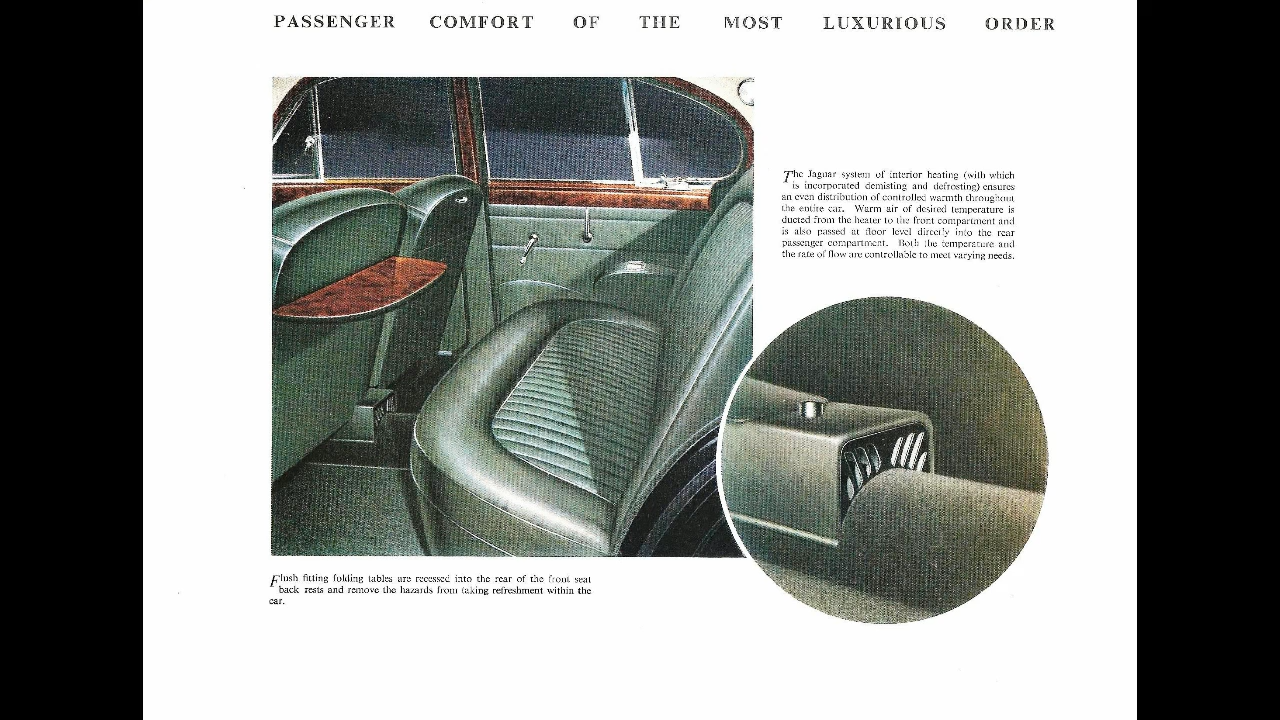 PASSENGER COMFORT OF THE MOST LUXURIOUS ORDER
The Jaguar system of interior heating (with which
is incorporated demisting and defrosting) ensures
an even distribution of controlled warmth throughout
the entire car. Warm air of desired temperature is
ducted from the heater to the front compartment and
is also passed at floor level directly into the rear
passenger compartment. Both the temperature and
the rate of flow are controllable to meet varying needs.
Flush fitting folding tables are recessed into the rear of the front seat
back rests and remove the hazards from taking refreshment within the
car.